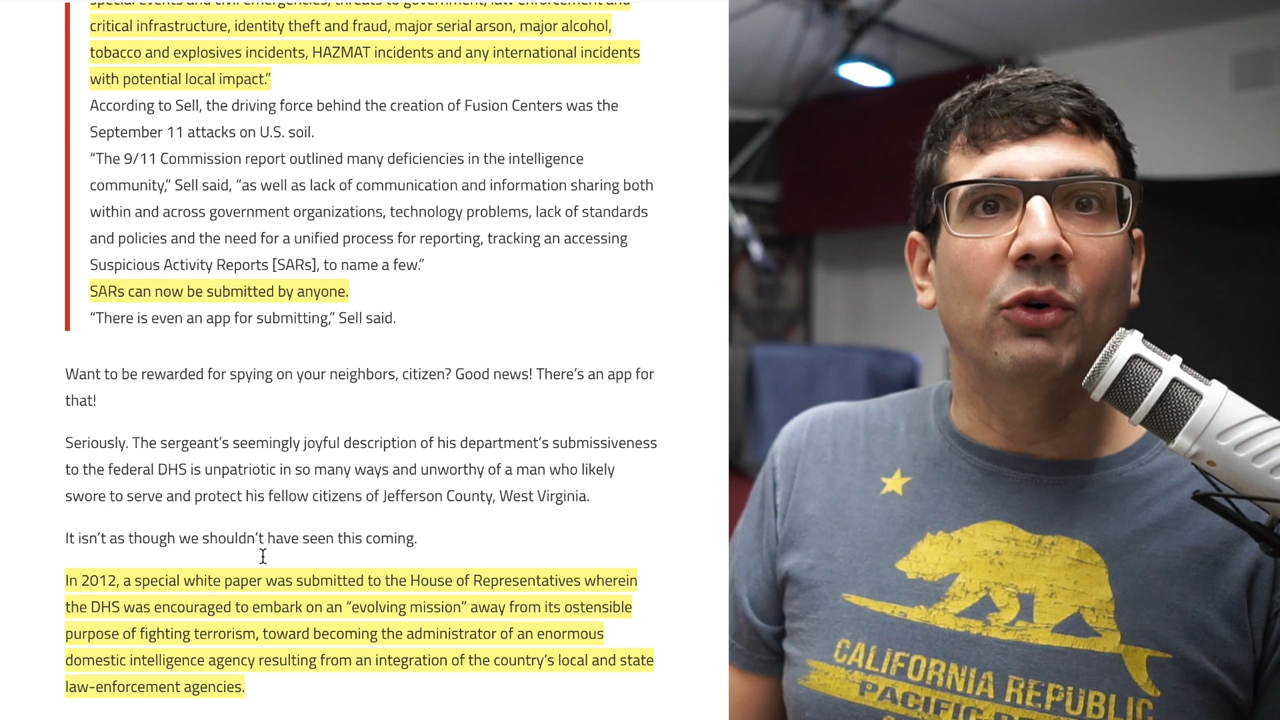 special events and civil emergencies, threats to government, law enforcement and
critical infrastructure, identity theft and fraud, major serial arson, major alcohol,
tobacco and explosives incidents, HAZMAT incidents and any international incidents
with potential local impact.”
According to Sell, the driving force behind the creation of Fusion Centers was the
September 11 attacks on U.S. soil.
“The 9/11 Commission report outlined many deficiencies in the intelligence
community,” Sell said, “as well as lack of communication and information sharing both
within and across government organizations, technology problems, lack of standards
and policies and the need for a unified process for reporting, tracking an accessing
Suspicious Activity Reports [SARs], to name a few.”
SARs can now be submitted by anyone.
“There is even an app for submitting,” Sell said.
Want to be rewarded for spying on your neighbors, citizen? Good news! There’s an app for
that!
Seriously. The sergeant’s seemingly joyful description of his department’s submissiveness
to the federal DHS is unpatriotic in so many ways and unworthy of a man who likely
swore to serve and protect his fellow citizens of Jefferson County, West Virginia.
It isn’t as though we shouldn’t have seen this coming.
In 2012, a special white paper was submitted to the House of Representatives wherein
the DHS was encouraged to embark on an “evolving mission” away from its ostensible
purpose of fighting terrorism, toward becoming the administrator of an enormous
domestic intelligence agency resulting from an integration of the country’s local and state
law-enforcement agencies.
CALIFORNIA REPUBLIC
PACIFIC